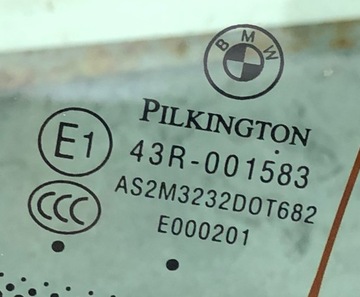 BMW
PILKINGTON
E1 43R-001583
CCC AS2M3232DOT682
E000201